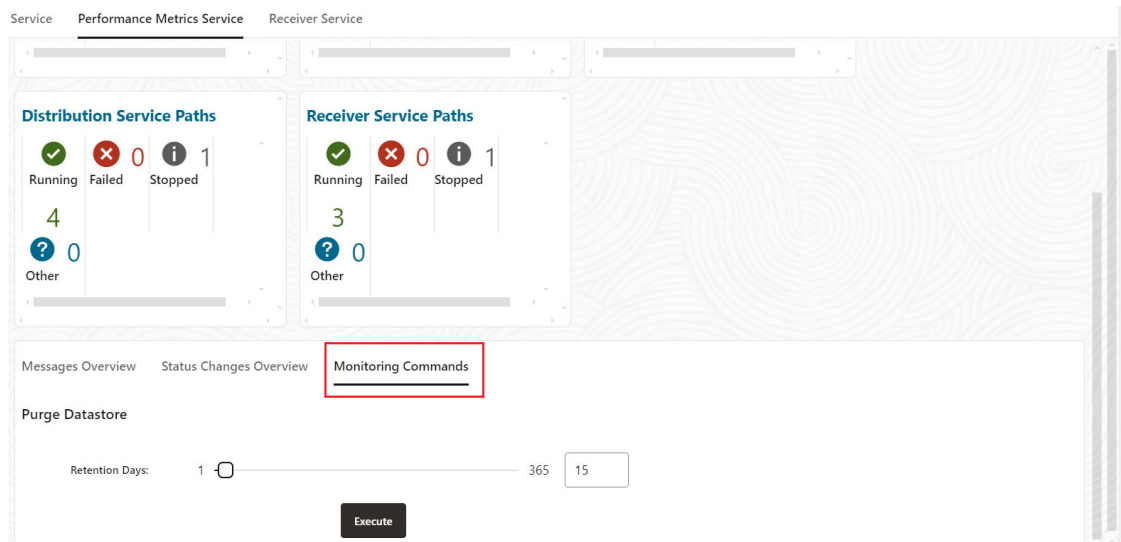 Service Performance Metrics Service Receiver Service
Distribution Service Paths
0 1
Running Failed Stopped
4
0
Other
Receiver Service Paths
0 1
Running Failed Stopped
3
0
Other
Messages Overview Status Changes Overview Monitoring Commands
Purge Datastore
Retention Days: 1 365 15
Execute